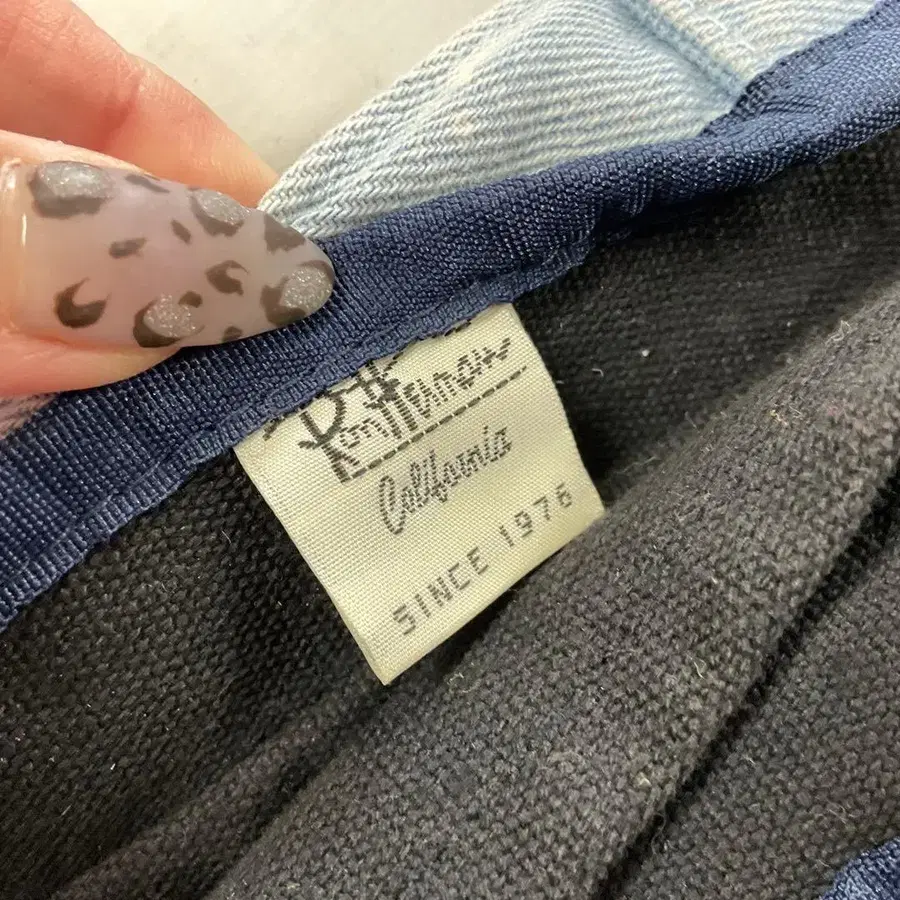 Ron Herman
California
SINCE 1976